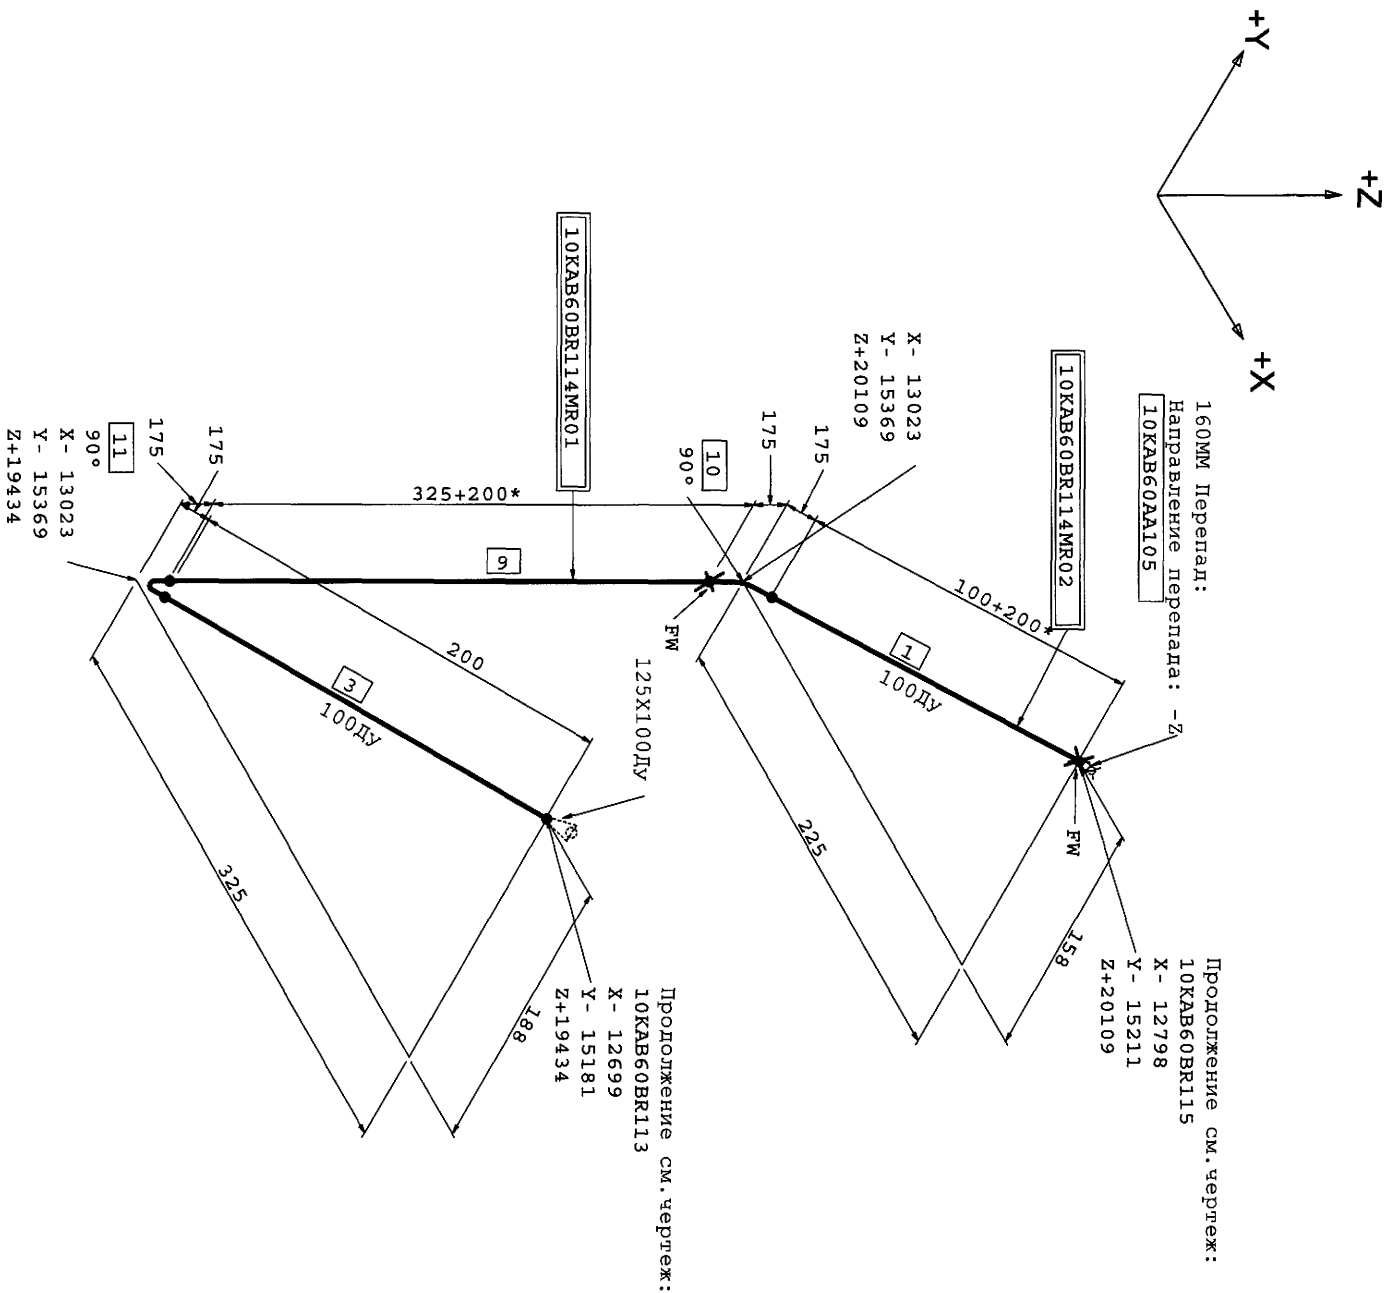 +Y
+Z
+X
160MM Перепад:
Направление перепада: -Z
10KAB60AA105
10KAB60BR114MR02
X- 13023
Y- 15369
Z+20109
10KAB60BR114MR01
175
175
10
90°
100+200*
1
100ДУ
FW
FW
Продолжение см.чертеж:
10KAB60BR115
X- 12798
Y- 15211
Z+20109
158
225
325+200*
9
175
175
11
90°
X- 13023
Y- 15369
Z+19434
200
3
100ДУ
125X100ДУ
325
188
Продолжение см.чертеж:
10KAB60BR113
X- 12699
Y- 15181
Z+19434